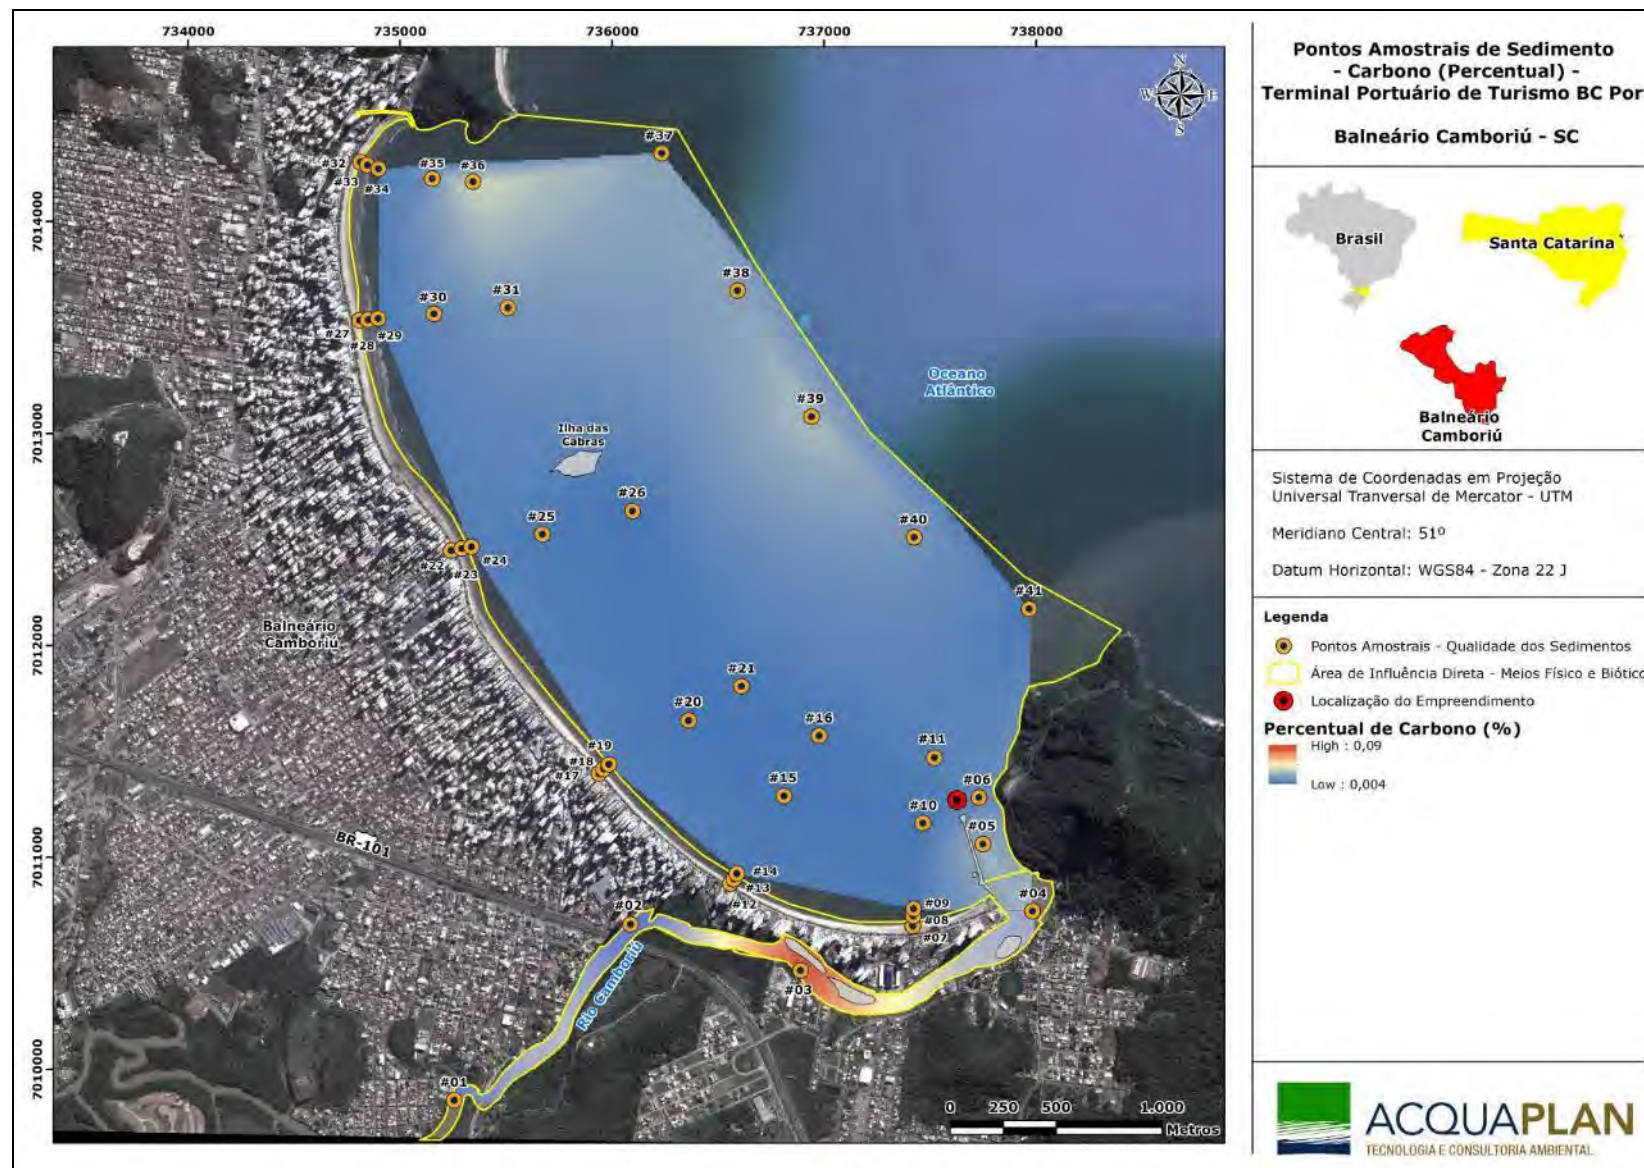 734000
735000
736000
737000
738000
7014000
7013000
7012000
7011000
7010000
N
W
E
S
#37
#32
#33
#34
#35
#36
#38
#30
#31
#27
#28
#29
Oceano
Atlântico
#39
Ilha das
Cabras
#26
#25
#40
#22
#23
#24
#41
Balneário
Camboriú
#21
#20
#16
#19
#18
#17
#11
#15
#06
#10
#05
BR-101
#14
#13
#12
#02
#09
#08
#07
#04
#03
Rio Camboriú
#01
0 250 500 1.000
Metros
Pontos Amostrais de Sedimento
- Carbono (Percentual) -
Terminal Portuário de Turismo BC Por
Balneário Camboriú - SC
Brasil
Santa Catarina
Balneário
Camboriú
Sistema de Coordenadas em Projeção
Universal Tranversal de Mercator - UTM
Meridiano Central: 51º
Datum Horizontal: WGS84 - Zona 22 J
Legenda
Pontos Amostrais - Qualidade dos Sedimentos
Área de Influência Direta - Meios Físico e Biótico
Localização do Empreendimento
Percentual de Carbono (%)
High : 0,09
Low : 0,004
ACQUAPLAN
TECNOLOGIA E CONSULTORIA AMBIENTAL